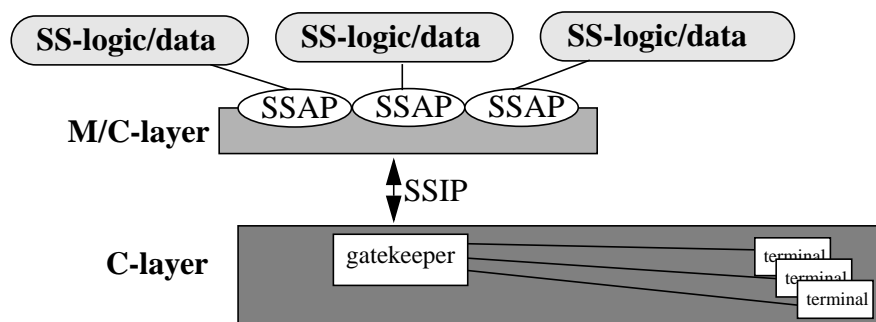 SS-logic/data SS-logic/data SS-logic/data
SSAP SSAP SSAP
M/C-layer
SSIP
C-layer
gatekeeper
terminal
terminal
terminal